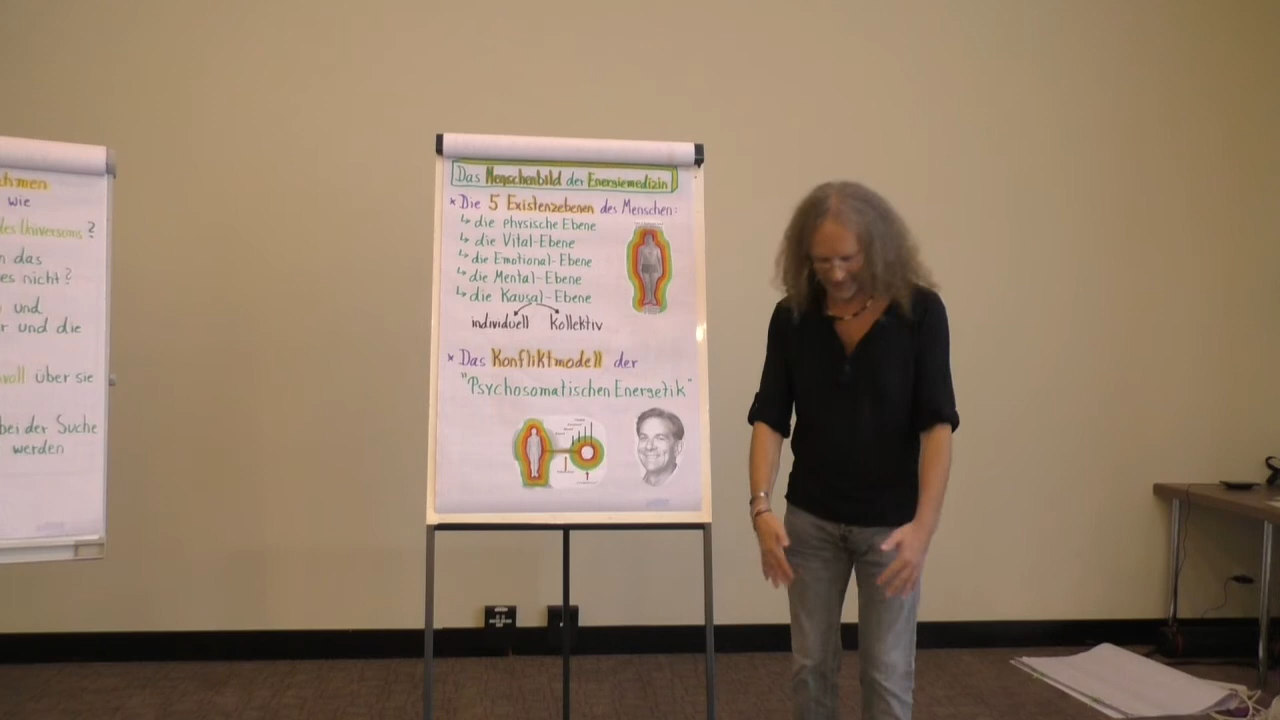 ahmen
wie
des Universums?
n das
es nicht?
und
r und die
voll über sie
bei der Suche
werden
Das Menschenbild der Energiemedizin
* Die 5 Existenzebenen des Menschen:
↳ die physische Ebene
↳ die Vital-Ebene
↳ die Emotional-Ebene
↳ die Mental-Ebene
↳ die Kausal-Ebene
individuell kollektiv
* Das Konfliktmodell der
"Psychosomatischen Energetik"